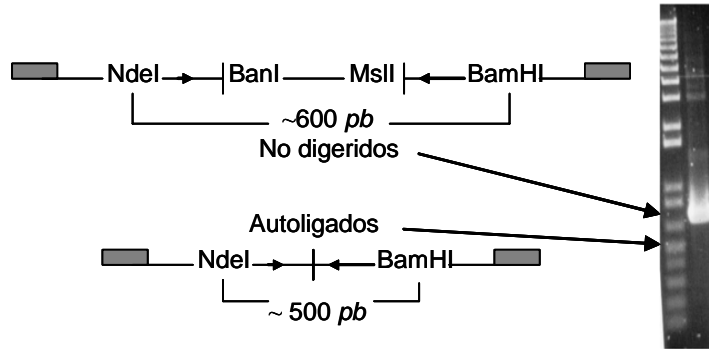 NdeI BanI MslI BamHI
~600 pb
No digeridos
Autoligados
NdeI BamHI
~ 500 pb